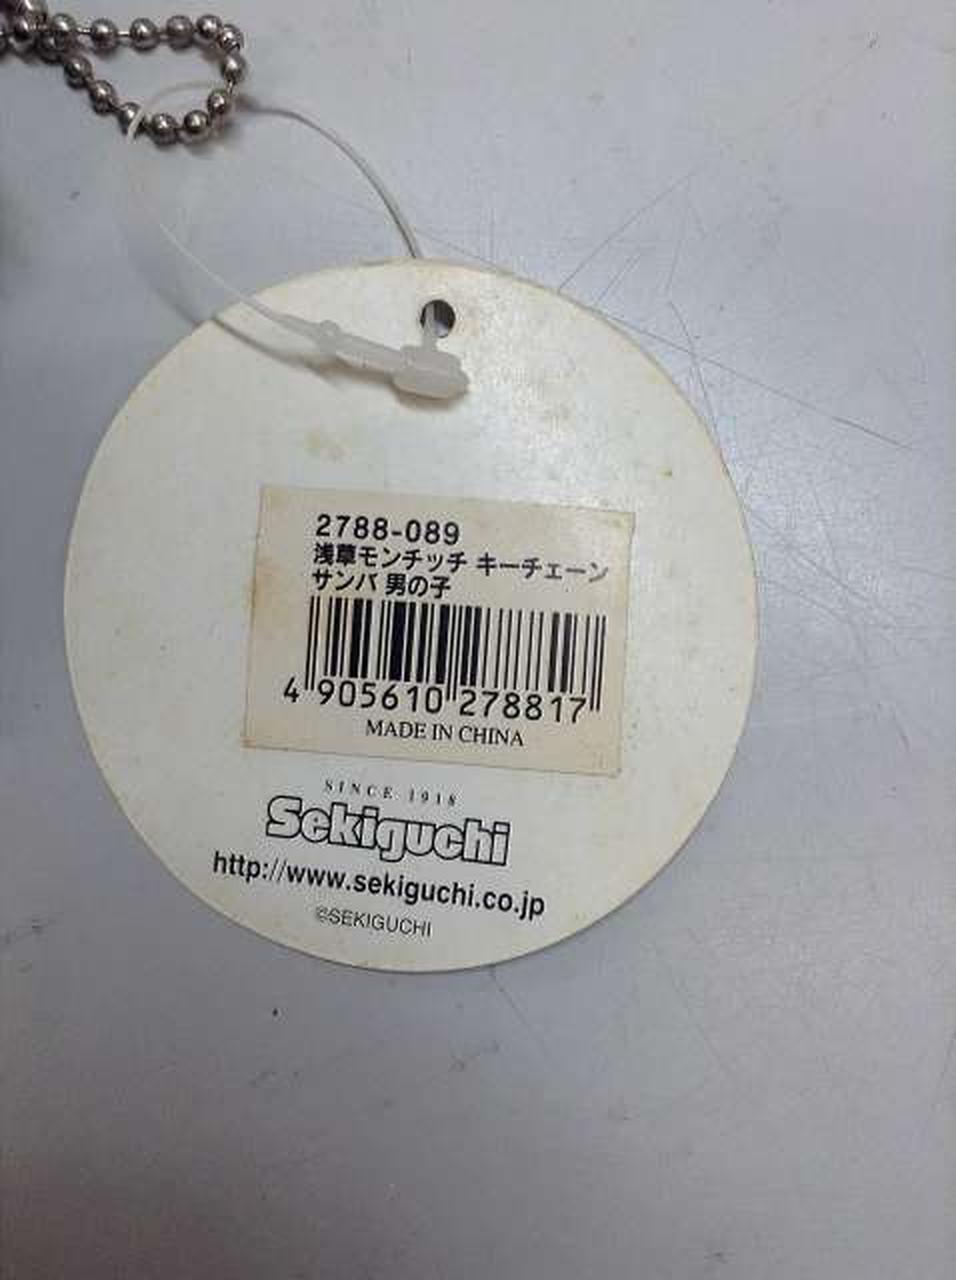 2788-089
浅草モンチッチ キーチェーン
サンバ 男の子
4 905610 278817
MADE IN CHINA
SINCE 1918
Sekiguchi
http://www.sekiguchi.co.jp
©SEKIGUCHI